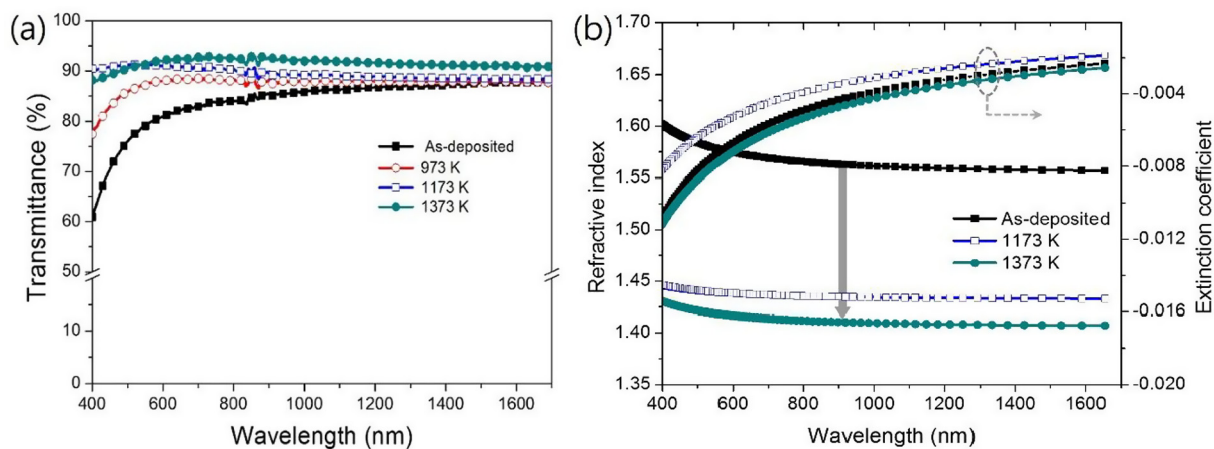 (a)
Transmittance (%)
100
90
80
70
60
50
10
0
As-deposited
973 K
1173 K
1373 K
400
600
800
1000
1200
1400
1600
Wavelength (nm)
(b)
Refractive index
1.70
1.65
1.60
1.55
1.50
1.45
1.40
1.35
As-deposited
1173 K
1373 K
-0.004
-0.008
-0.012
-0.016
-0.020
Extinction coefficient
400
600
800
1000
1200
1400
1600
Wavelength (nm)